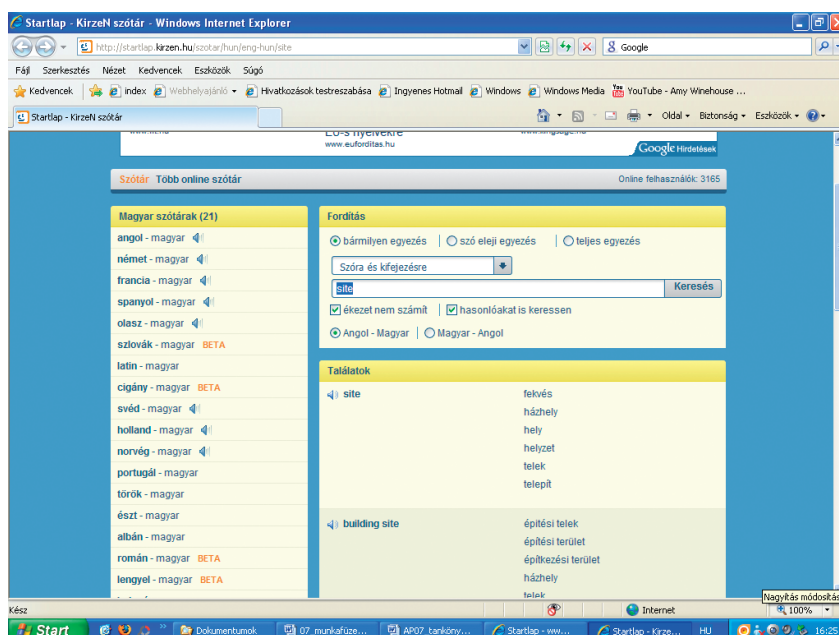 Startlap - KirzeN szótár - Windows Internet Explorer
http://startlap.kirzen.hu/szotar/hun/eng-hun/site
Google
Fájl Szerkesztés Nézet Kedvencek Eszközök Súgó
Kedvencek index Webhelyajánló Hivatkozások testreszabása Ingyenes Hotmail Windows Windows Media YouTube - Amy Winehouse ...
Startlap - KirzeN szótár
Oldal Biztonság Eszközök
EU-s nyelvekre
www.euforditas.hu
Google Hirdetések
Szótár Több online szótár
Online felhasználók: 3165
Magyar szótárak (21)
angol - magyar
német - magyar
francia - magyar
spanyol - magyar
olasz - magyar
szlovák - magyar BETA
latin - magyar
cigány - magyar BETA
svéd - magyar
holland - magyar
norvég - magyar
portugál - magyar
török - magyar
észt - magyar
albán - magyar
román - magyar BETA
lengyel - magyar BETA
Fordítás
bármilyen egyezés szó eleji egyezés teljes egyezés
Szóra és kifejezésre
site
Keresés
ékezet nem számít hasonlóakat is keressen
Angol - Magyar Magyar - Angol
Találatok
site
fekvés
házhely
hely
helyzet
telek
telepít
building site
építési telek
építési terület
építkezési terület
házhely
telek
Nagyítás módosítás
Kész
Internet
100%
Start
Dokumentumok
07 munkafüze...
AP07 tanköny...
Startlap - ww...
Startlap - Kirze...
HU